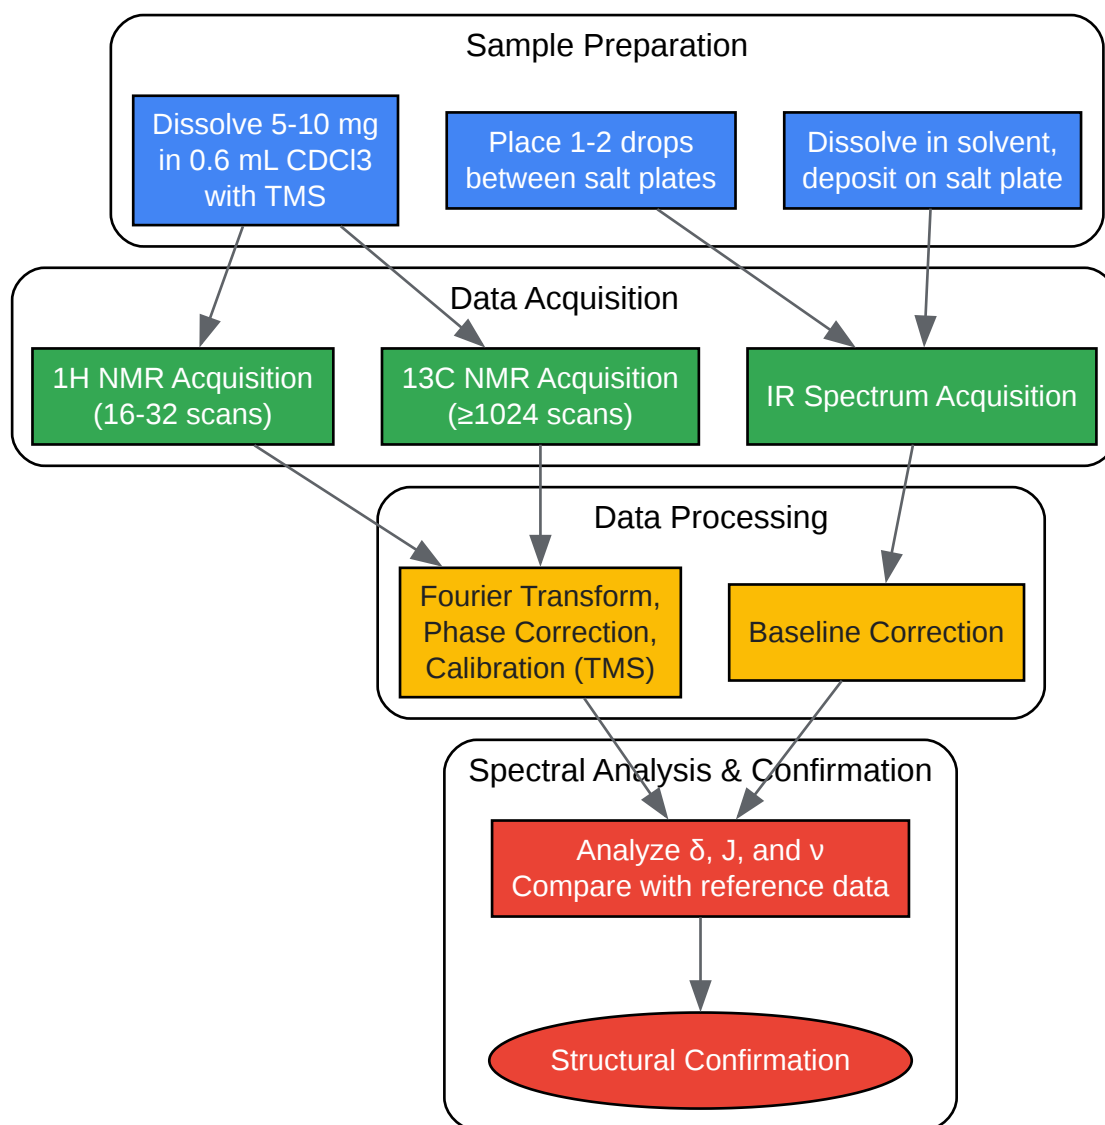 Sample Preparation
Dissolve 5-10 mg
in 0.6 mL CDCl3
with TMS
Place 1-2 drops
between salt plates
Dissolve in solvent,
deposit on salt plate
Data Acquisition
1H NMR Acquisition
(16-32 scans)
13C NMR Acquisition
(≥1024 scans)
IR Spectrum Acquisition
Data Processing
Fourier Transform,
Phase Correction,
Calibration (TMS)
Baseline Correction
Spectral Analysis & Confirmation
Analyze δ, J, and ν
Compare with reference data
Structural Confirmation